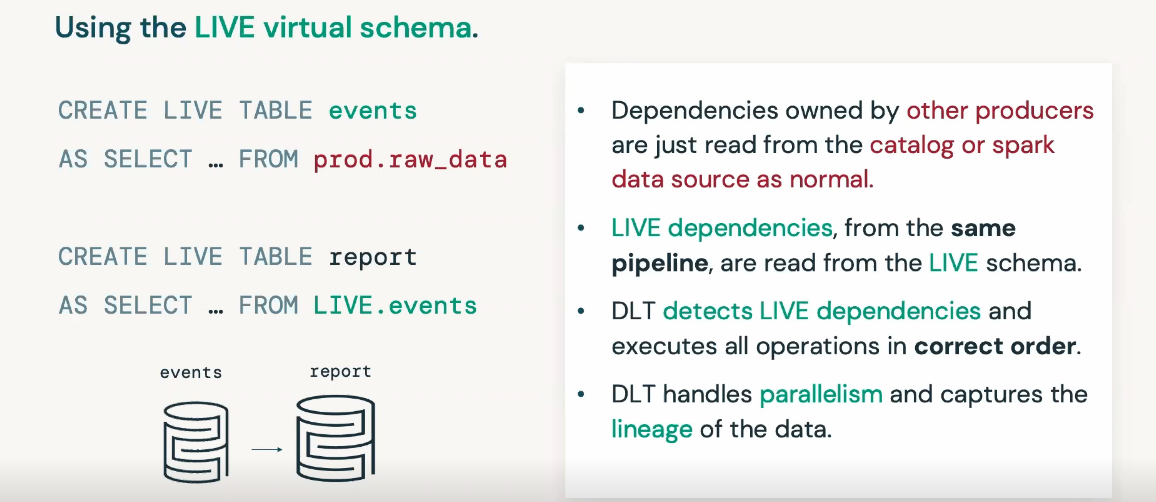 Using the LIVE virtual schema.
CREATE LIVE TABLE events
AS SELECT … FROM prod.raw_data
CREATE LIVE TABLE report
AS SELECT … FROM LIVE.events
events
report
• Dependencies owned by other producers
are just read from the catalog or spark
data source as normal.
• LIVE dependencies, from the same
pipeline, are read from the LIVE schema.
• DLT detects LIVE dependencies and
executes all operations in correct order.
• DLT handles parallelism and captures the
lineage of the data.